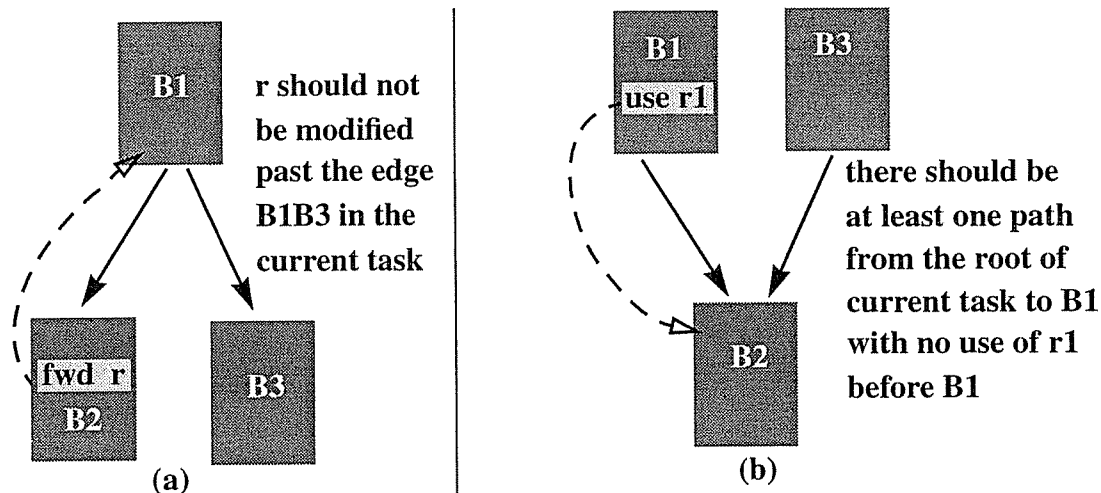 B1
r should not
be modified
past the edge
B1B3 in the
current task
fwd r
B2
B3
(a)
B1
use r1
B3
there should be
at least one path
from the root of
current task to B1
with no use of r1
before B1
B2
(b)